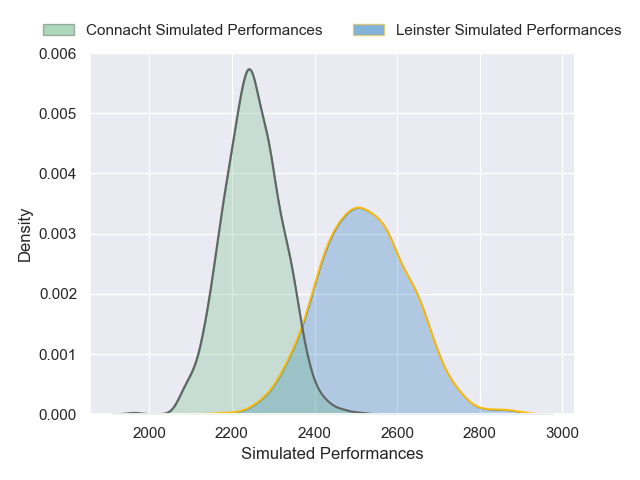 Connacht Simulated Performances Leinster Simulated Performances
0.006
0.005
0.004
0.003
0.002
0.001
0.000
Density
2000 2200 2400 2600 2800 3000
Simulated Performances